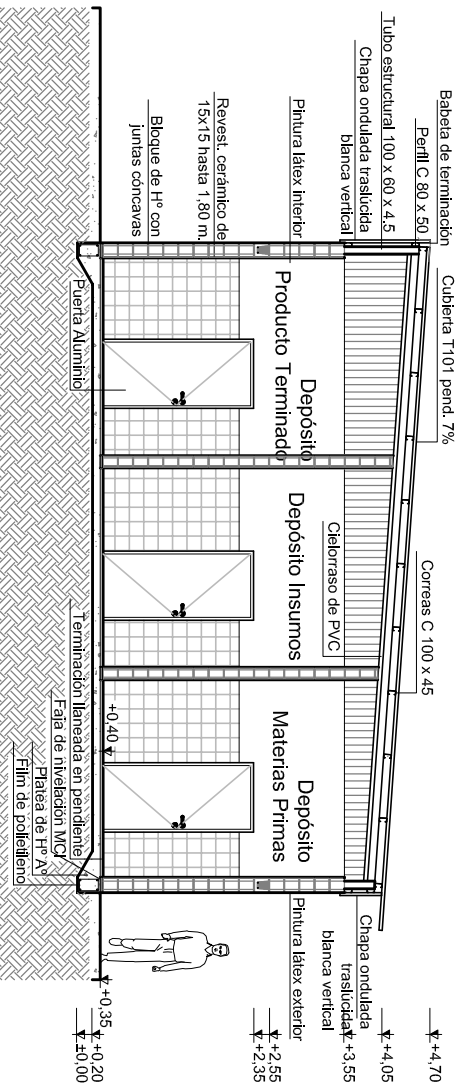 Babeta de terminación
Perfil C 80 x 50
Tubo estructural 100 x 60 x 4,5
Chapa ondulada traslúcida
blanca vertical
Pintura látex interior
Revest. cerámico de
15x15 hasta 1,80 m.
Bloque de Hº con
juntas cóncavas
Cubierta T101 pend. 7%
Correas C 100 x 45
Depósito
Producto Terminado
Depósito Insumos
Depósito
Materias Primas
Cielorraso de PVC
Puerta Aluminio
+0,40
Terminación llaneada en pendiente
Faja de nivelación MCI
Platea de Hº Aº
Film de polietileno
Chapa ondulada
traslúcida
blanca vertical
Pintura látex exterior
+4,70
+4,05
+3,55
+2,55
+2,35
+0,35
+0,20
±0,00